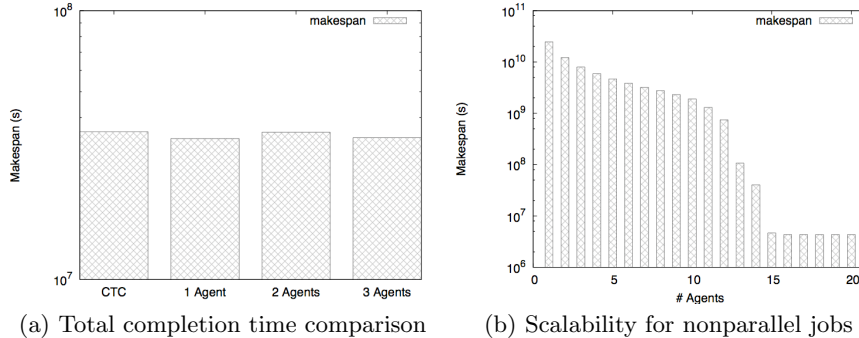 10^8
makespan
Makespan (s)
10^7
CTC
1 Agent
2 Agents
3 Agents
(a) Total completion time comparison
10^11
makespan
10^10
10^9
10^8
10^7
10^6
Makespan (s)
0
5
10
15
20
# Agents
(b) Scalability for nonparallel jobs